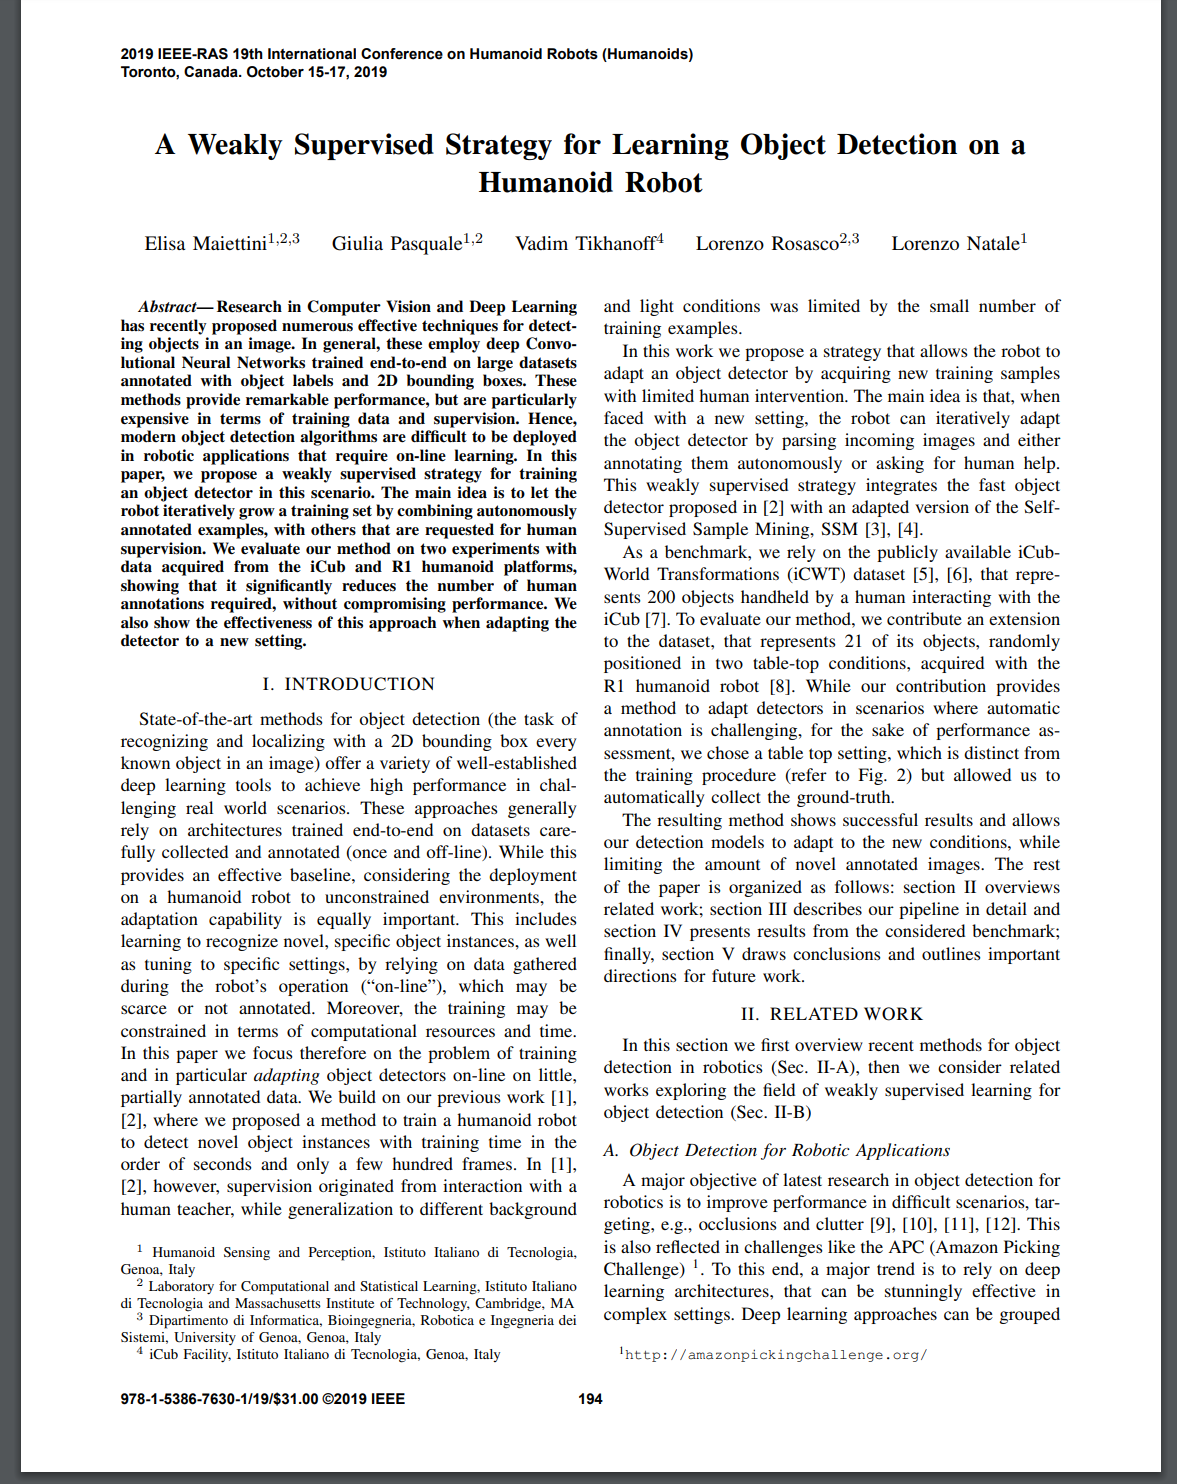 2019 IEEE-RAS 19th International Conference on Humanoid Robots (Humanoids)
Toronto, Canada. October 15-17, 2019
A Weakly Supervised Strategy for Learning Object Detection on a
Humanoid Robot
Elisa Maiettini1,2,3 Giulia Pasquale1,2 Vadim Tikhanoff4 Lorenzo Rosasco2,3 Lorenzo Natale1
Abstract—Research in Computer Vision and Deep Learning
has recently proposed numerous effective techniques for detect-
ing objects in an image. In general, these employ deep Convo-
lutional Neural Networks trained end-to-end on large datasets
annotated with object labels and 2D bounding boxes. These
methods provide remarkable performance, but are particularly
expensive in terms of training data and supervision. Hence,
modern object detection algorithms are difficult to be deployed
in robotic applications that require on-line learning. In this
paper, we propose a weakly supervised strategy for training
an object detector in this scenario. The main idea is to let the
robot iteratively grow a training set by combining autonomously
annotated examples, with others that are requested for human
supervision. We evaluate our method on two experiments with
data acquired from the iCub and R1 humanoid platforms,
showing that it significantly reduces the number of human
annotations required, without compromising performance. We
also show the effectiveness of this approach when adapting the
detector to a new setting.
I. INTRODUCTION
State-of-the-art methods for object detection (the task of
recognizing and localizing with a 2D bounding box every
known object in an image) offer a variety of well-established
deep learning tools to achieve high performance in chal-
lenging real world scenarios. These approaches generally
rely on architectures trained end-to-end on datasets care-
fully collected and annotated (once and off-line). While this
provides an effective baseline, considering the deployment
on a humanoid robot to unconstrained environments, the
adaptation capability is equally important. This includes
learning to recognize novel, specific object instances, as well
as tuning to specific settings, by relying on data gathered
during the robot's operation (“on-line”), which may be
scarce or not annotated. Moreover, the training may be
constrained in terms of computational resources and time.
In this paper we focus therefore on the problem of training
and in particular adapting object detectors on-line on little,
partially annotated data. We build on our previous work [1],
[2], where we proposed a method to train a humanoid robot
to detect novel object instances with training time in the
order of seconds and only a few hundred frames. In [1],
[2], however, supervision originated from interaction with a
human teacher, while generalization to different background
1 Humanoid Sensing and Perception, Istituto Italiano di Tecnologia,
Genoa, Italy
2 Laboratory for Computational and Statistical Learning, Istituto Italiano
di Tecnologia and Massachusetts Institute of Technology, Cambridge, MA
3 Dipartimento di Informatica, Bioingegneria, Robotica e Ingegneria dei
Sistemi, University of Genoa, Genoa, Italy
4 iCub Facility, Istituto Italiano di Tecnologia, Genoa, Italy
and light conditions was limited by the small number of
training examples.
In this work we propose a strategy that allows the robot to
adapt an object detector by acquiring new training samples
with limited human intervention. The main idea is that, when
faced with a new setting, the robot can iteratively adapt
the object detector by parsing incoming images and either
annotating them autonomously or asking for human help.
This weakly supervised strategy integrates the fast object
detector proposed in [2] with an adapted version of the Self-
Supervised Sample Mining, SSM [3], [4].
As a benchmark, we rely on the publicly available iCub-
World Transformations (iCWT) dataset [5], [6], that repre-
sents 200 objects handheld by a human interacting with the
iCub [7]. To evaluate our method, we contribute an extension
to the dataset, that represents 21 of its objects, randomly
positioned in two table-top conditions, acquired with the
R1 humanoid robot [8]. While our contribution provides
a method to adapt detectors in scenarios where automatic
annotation is challenging, for the sake of performance as-
sessment, we chose a table top setting, which is distinct from
the training procedure (refer to Fig. 2) but allowed us to
automatically collect the ground-truth.
The resulting method shows successful results and allows
our detection models to adapt to the new conditions, while
limiting the amount of novel annotated images. The rest
of the paper is organized as follows: section II overviews
related work; section III describes our pipeline in detail and
section IV presents results from the considered benchmark;
finally, section V draws conclusions and outlines important
directions for future work.
II. RELATED WORK
In this section we first overview recent methods for object
detection in robotics (Sec. II-A), then we consider related
works exploring the field of weakly supervised learning for
object detection (Sec. II-B)
A. Object Detection for Robotic Applications
A major objective of latest research in object detection for
robotics is to improve performance in difficult scenarios, tar-
geting, e.g., occlusions and clutter [9], [10], [11], [12]. This
is also reflected in challenges like the APC (Amazon Picking
Challenge) 1. To this end, a major trend is to rely on deep
learning architectures, that can be stunningly effective in
complex settings. Deep learning approaches can be grouped
1http://amazonpickingchallenge.org/
978-1-5386-7630-1/19/$31.00 ©2019 IEEE
194